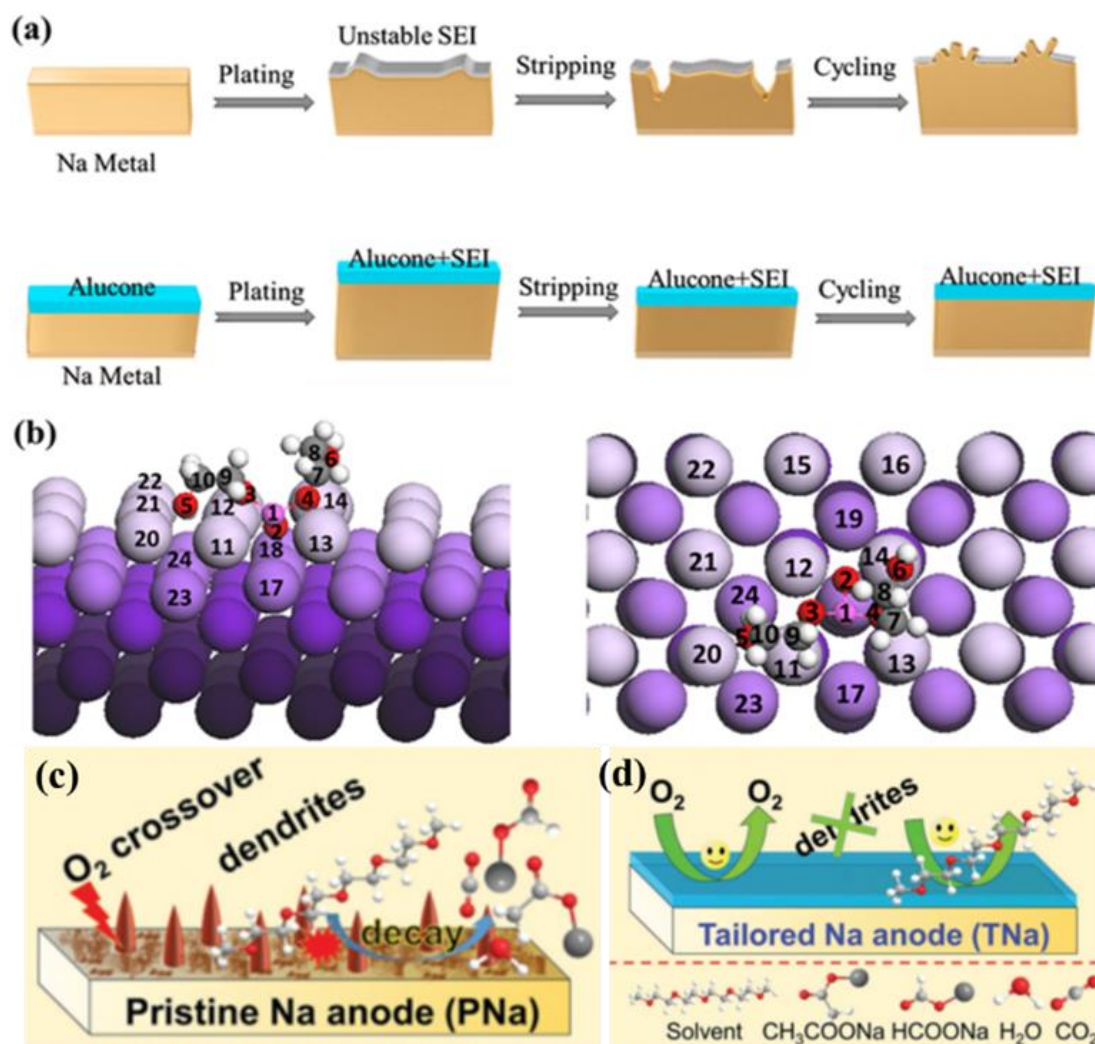 (a)
Unstable SEI
Plating
Stripping
Cycling
Na Metal
Alucone
Alucone+SEI
Alucone+SEI
Alucone+SEI
Plating
Stripping
Cycling
Na Metal
(b)
8 6
10 9 7
22 5 3 4
21 12 1 14
20 11 2 13
24 18
23 17
22 15 16
19
21 12 14 6
24 2 8
3 1 4 7
5 10 9
20 11 13
23 17
(c)
O2 crossover
dendrites
decay
Pristine Na anode (PNa)
(d)
O2 O2
dendrites
Tailored Na anode (TNa)
Solvent CH3COONa HCOONa H2O CO2